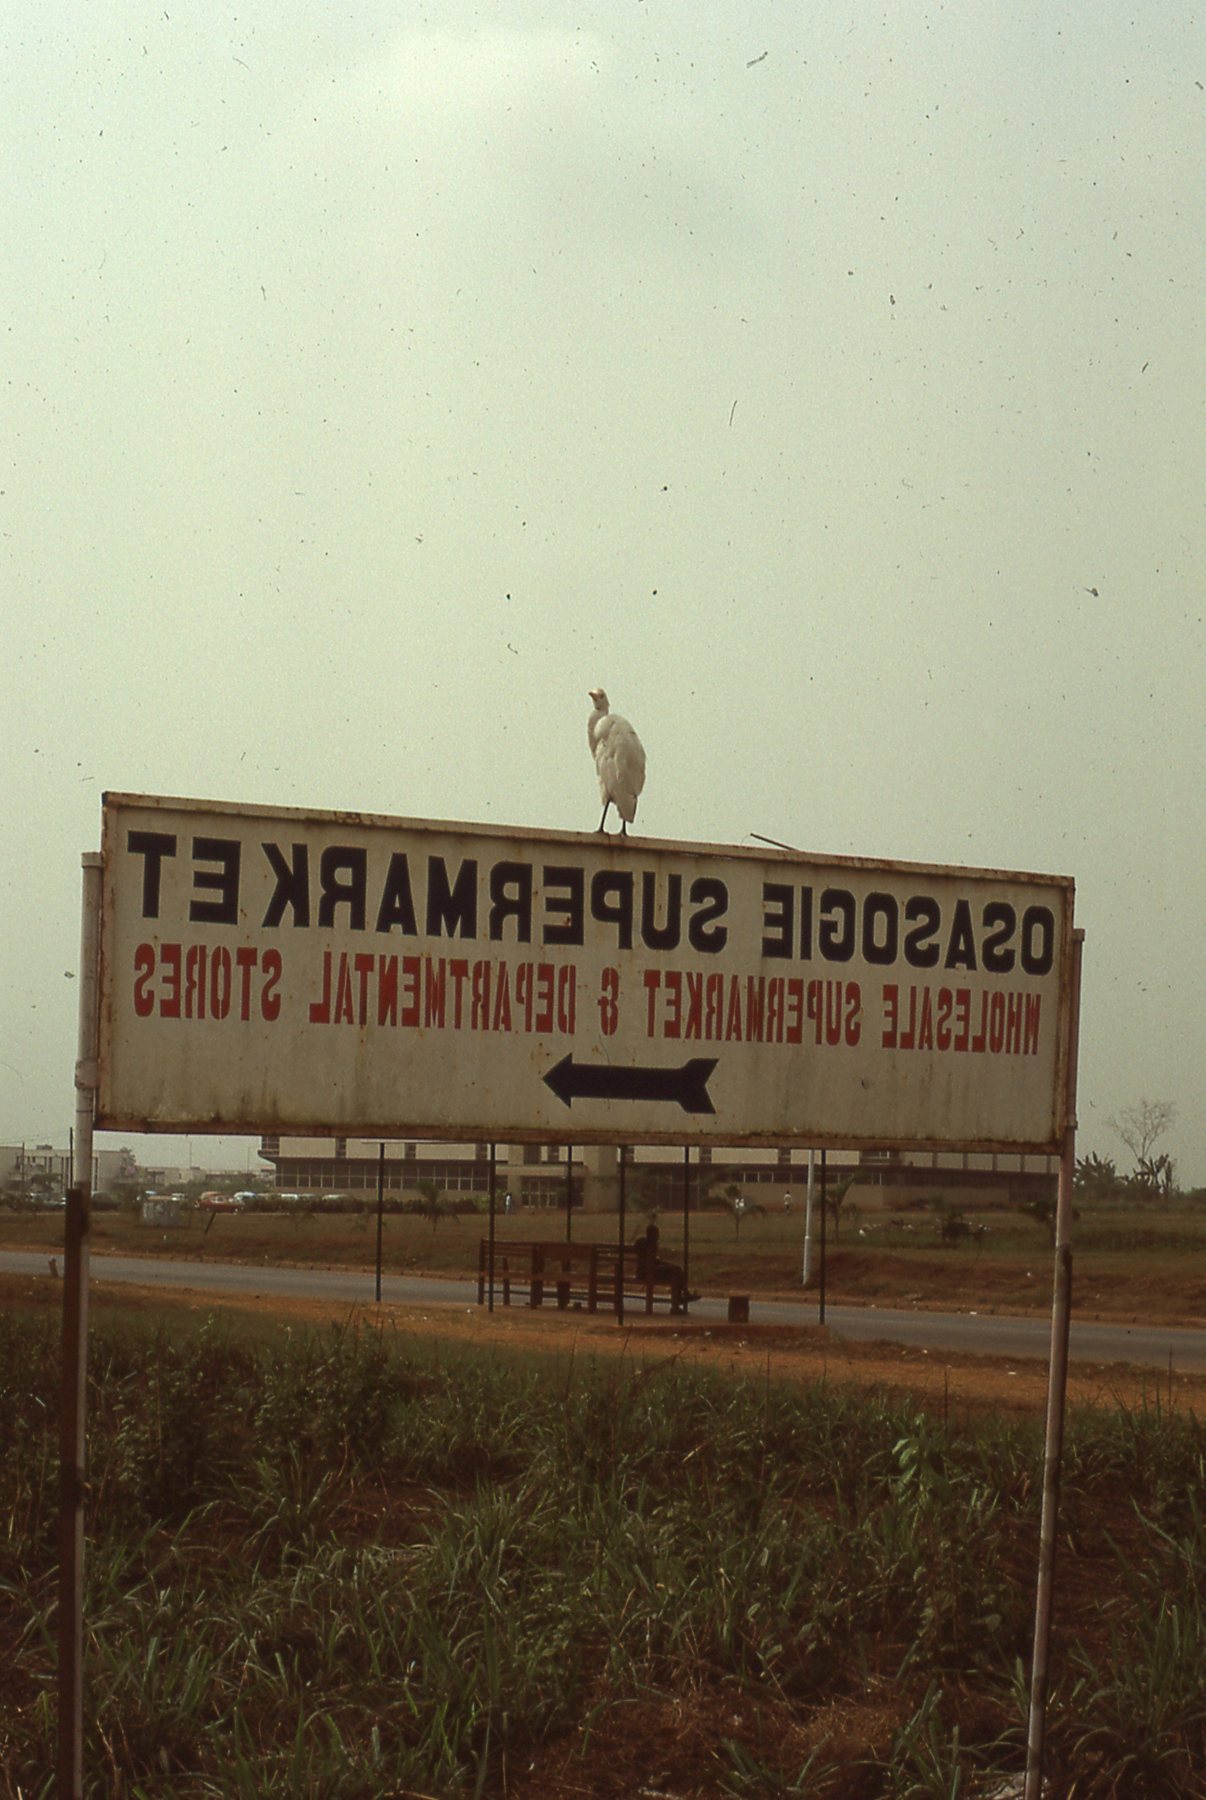 OSASOGIE SUPERMARKET
WHOLESALE SUPERMARKET & DEPARTMENTAL STORES